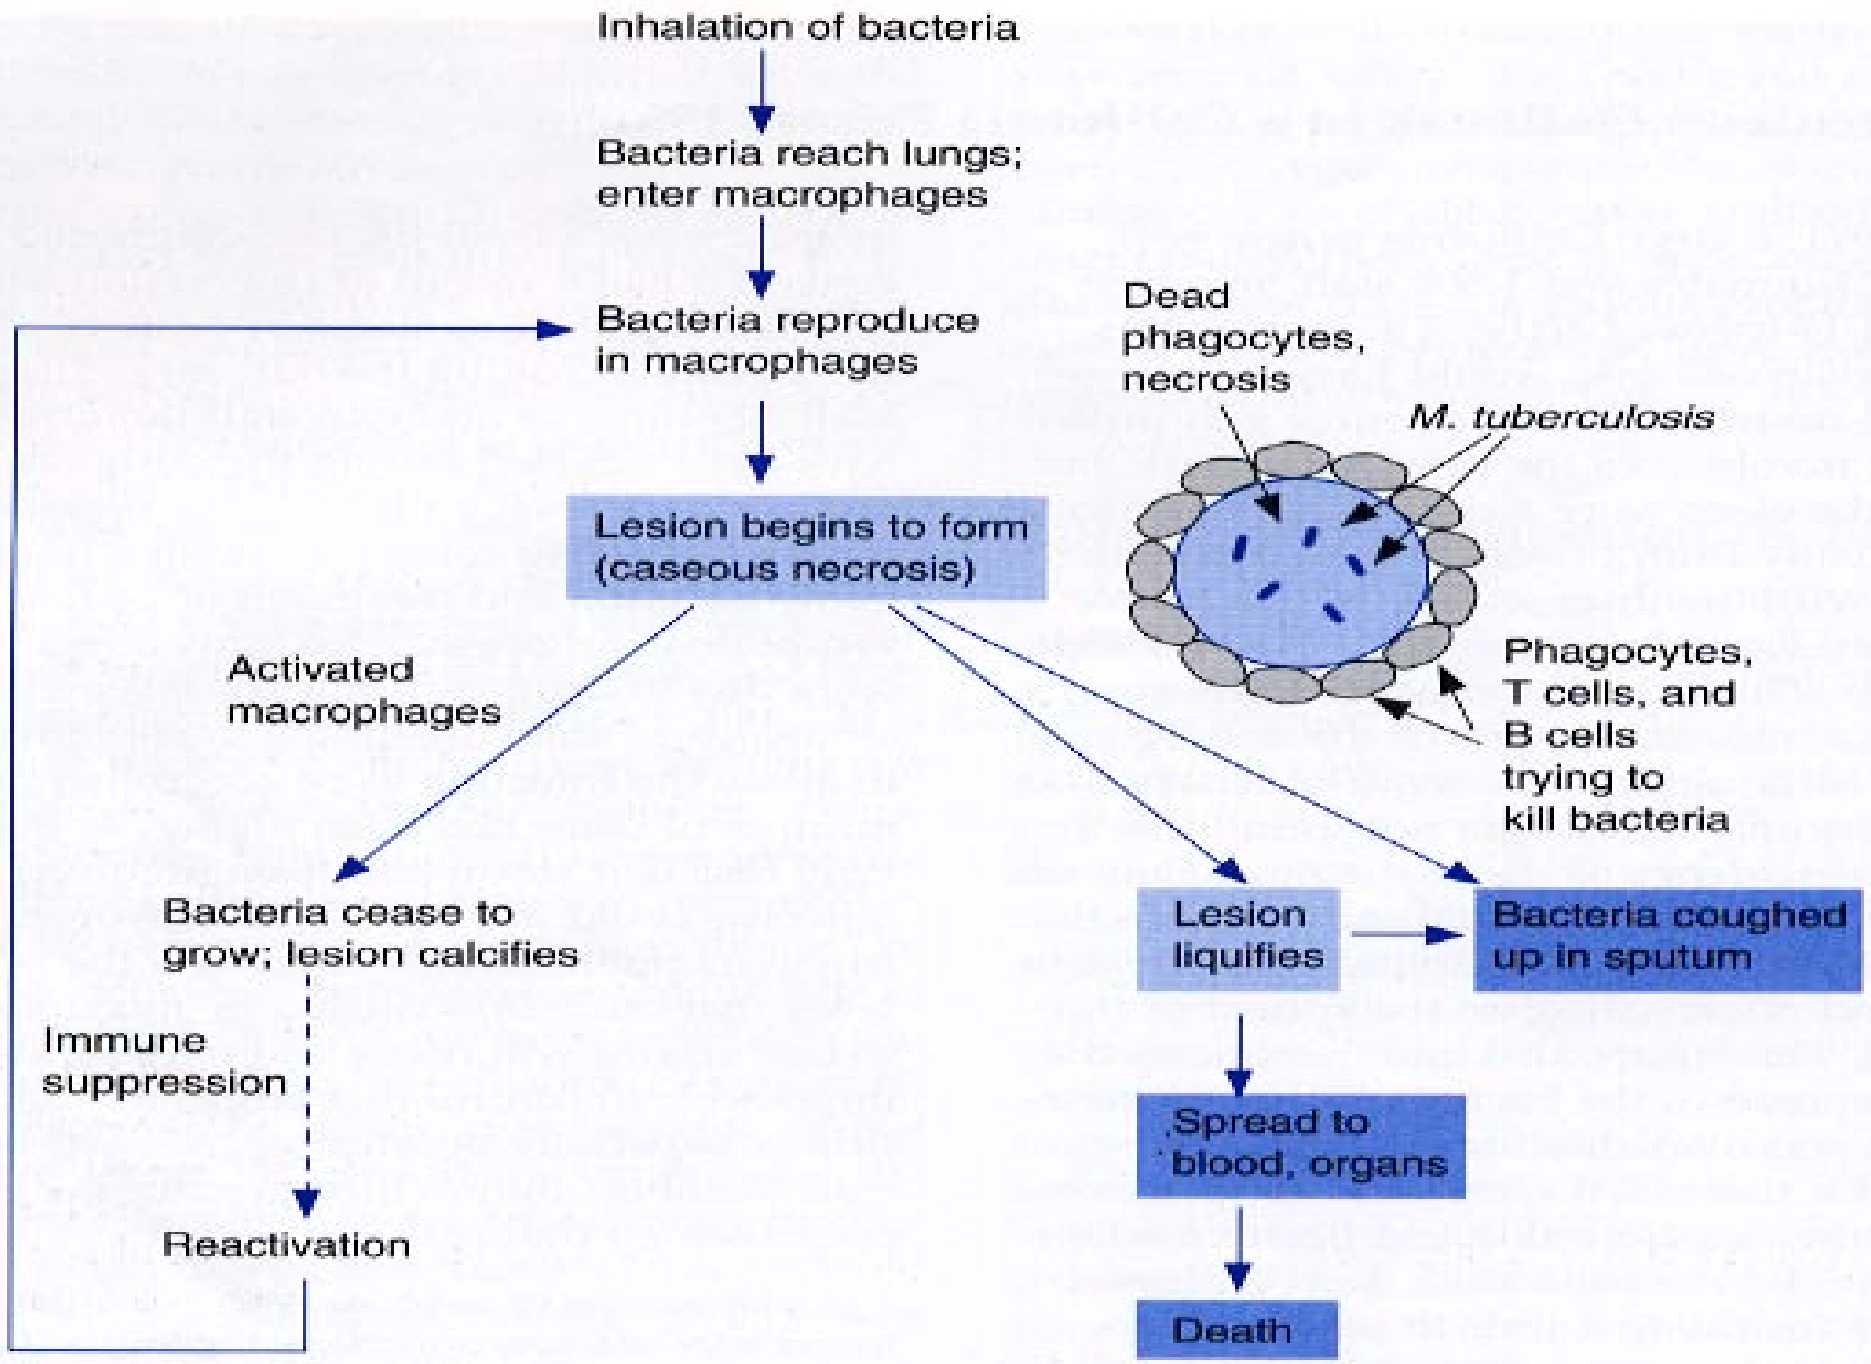 Inhalation of bacteria
Bacteria reach lungs;
enter macrophages
Bacteria reproduce
in macrophages
Dead
phagocytes,
necrosis
M. tuberculosis
Lesion begins to form
(caseous necrosis)
Phagocytes,
T cells, and
B cells
trying to
kill bacteria
Activated
macrophages
Bacteria cease to
grow; lesion calcifies
Lesion
liquifies
Bacteria coughed
up in sputum
Immune
suppression
Spread to
blood, organs
Reactivation
Death